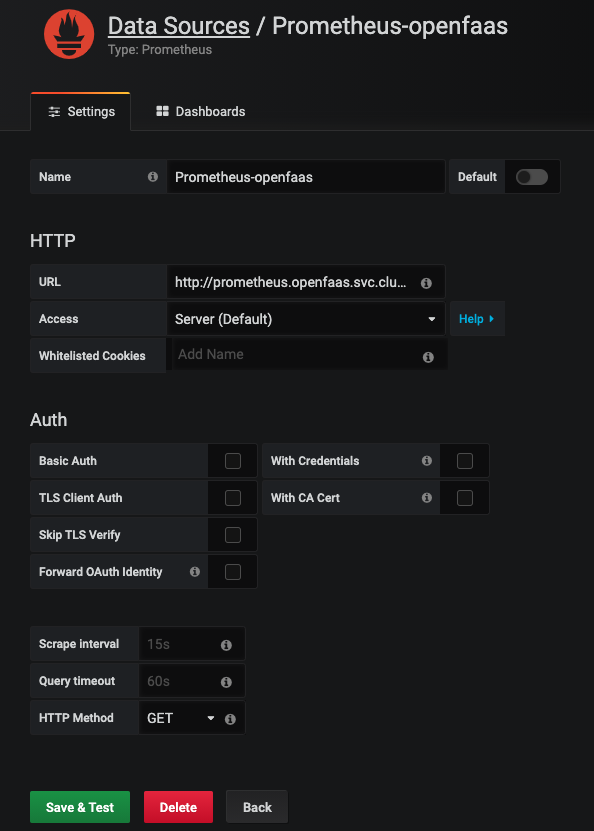 Data Sources / Prometheus-openfaas
Type: Prometheus
Settings Dashboards
Name Prometheus-openfaas Default
HTTP
URL http://prometheus.openfaas.svc.clu...
Access Server (Default) Help
Whitelisted Cookies Add Name
Auth
Basic Auth With Credentials
TLS Client Auth With CA Cert
Skip TLS Verify
Forward OAuth Identity
Scrape interval 15s
Query timeout 60s
HTTP Method GET
Save & Test Delete Back